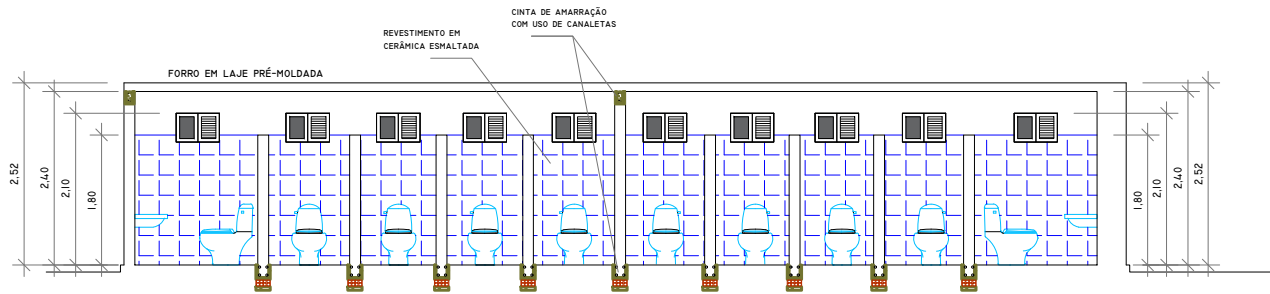 CINTA DE AMARRAÇÃO
COM USO DE CANALETAS
REVESTIMENTO EM
CERÂMICA ESMALTADA
FORRO EM LAJE PRÉ-MOLDADA
2,52
2,40
2,10
1,80
1,80
2,10
2,40
2,52